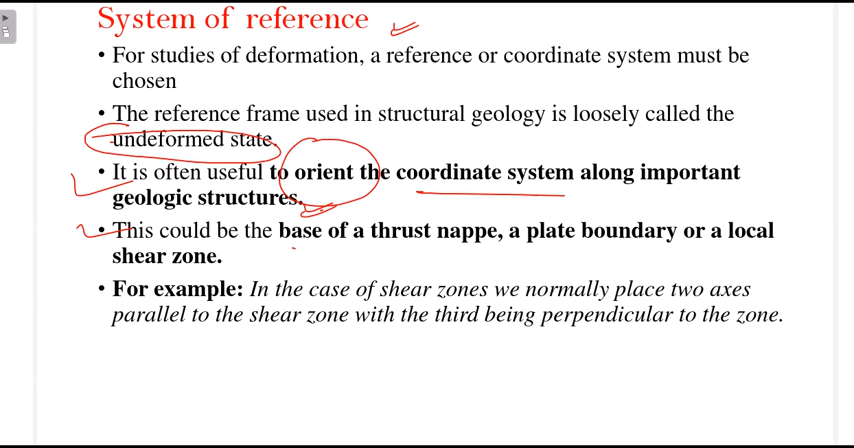 System of reference
• For studies of deformation, a reference or coordinate system must be
chosen
• The reference frame used in structural geology is loosely called the
undeformed state.
• It is often useful to orient the coordinate system along important
geologic structures.
• This could be the base of a thrust nappe, a plate boundary or a local
shear zone.
• For example: In the case of shear zones we normally place two axes
parallel to the shear zone with the third being perpendicular to the zone.